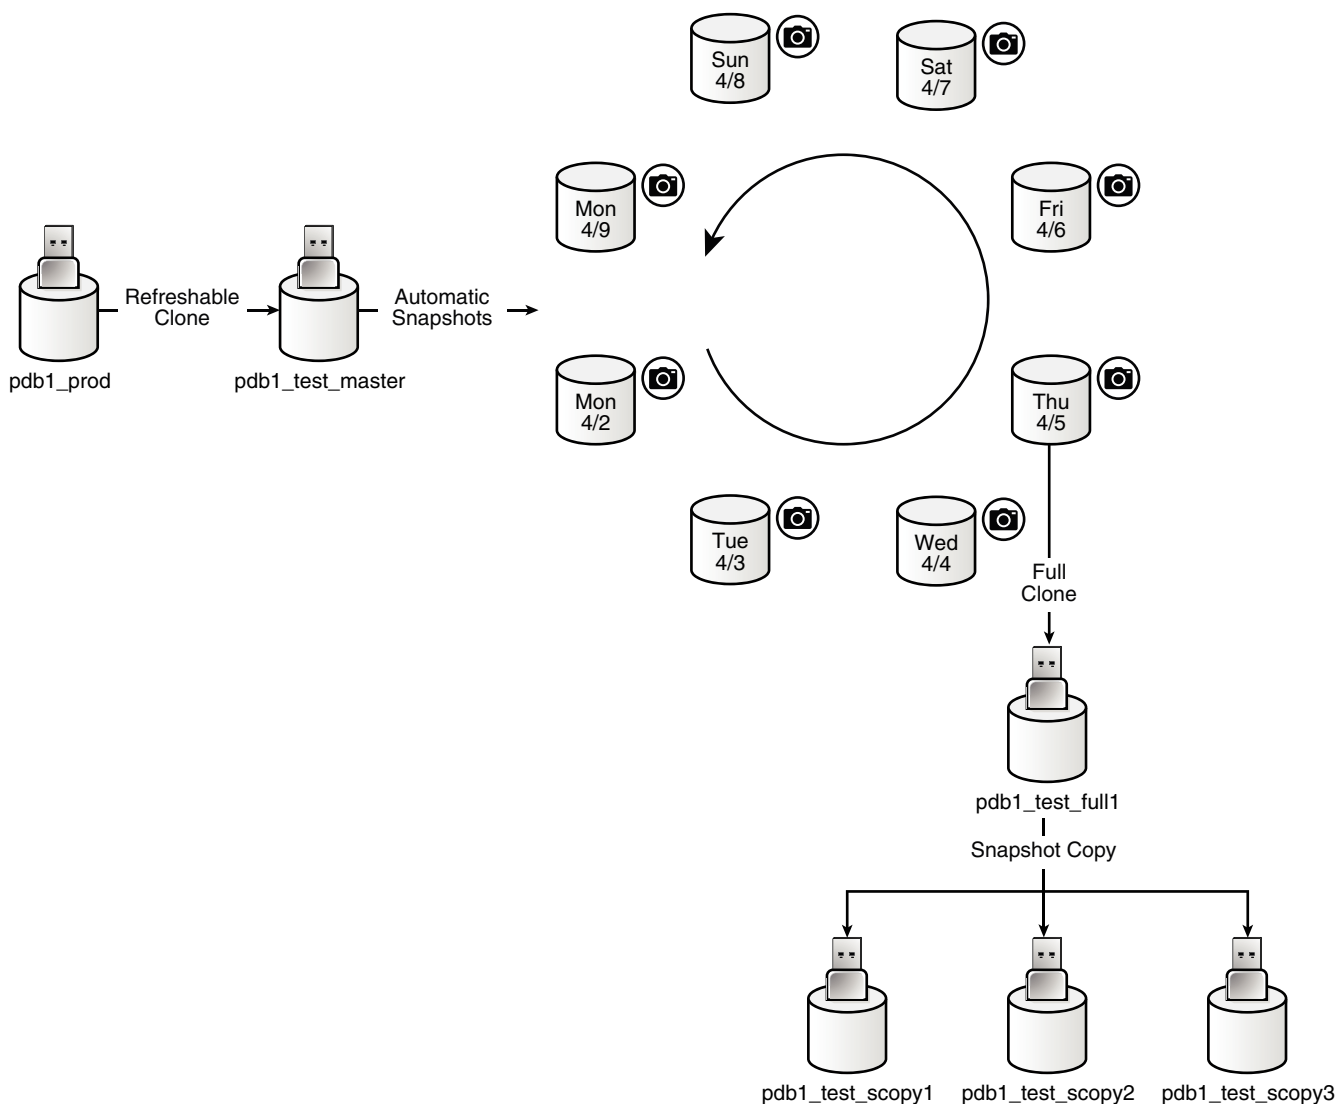 Sun
4/8
Sat
4/7
Mon
4/9
Fri
4/6
Refreshable
Clone
Automatic
Snapshots
pdb1_prod
pdb1_test_master
Mon
4/2
Thu
4/5
Tue
4/3
Wed
4/4
Full
Clone
pdb1_test_full1
Snapshot Copy
pdb1_test_scopy1
pdb1_test_scopy2
pdb1_test_scopy3